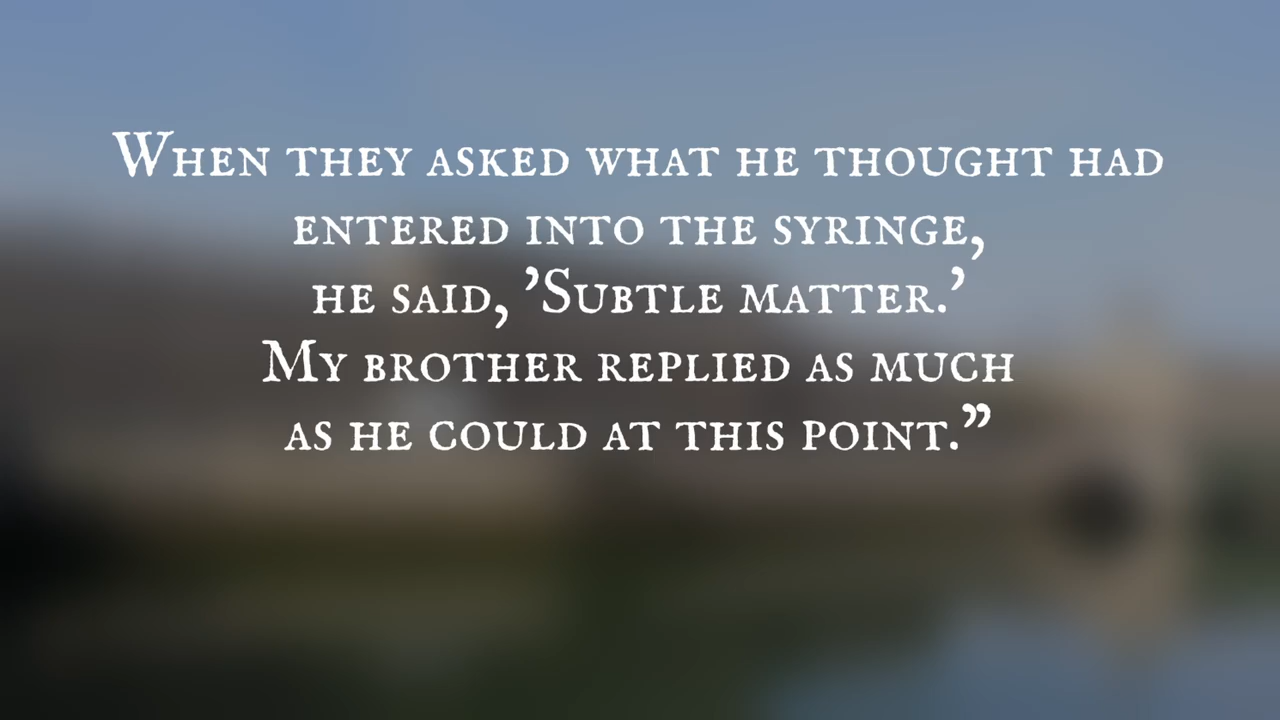 When they asked what he thought had
entered into the syringe,
he said, ’Subtle matter.’
My brother replied as much
as he could at this point.”